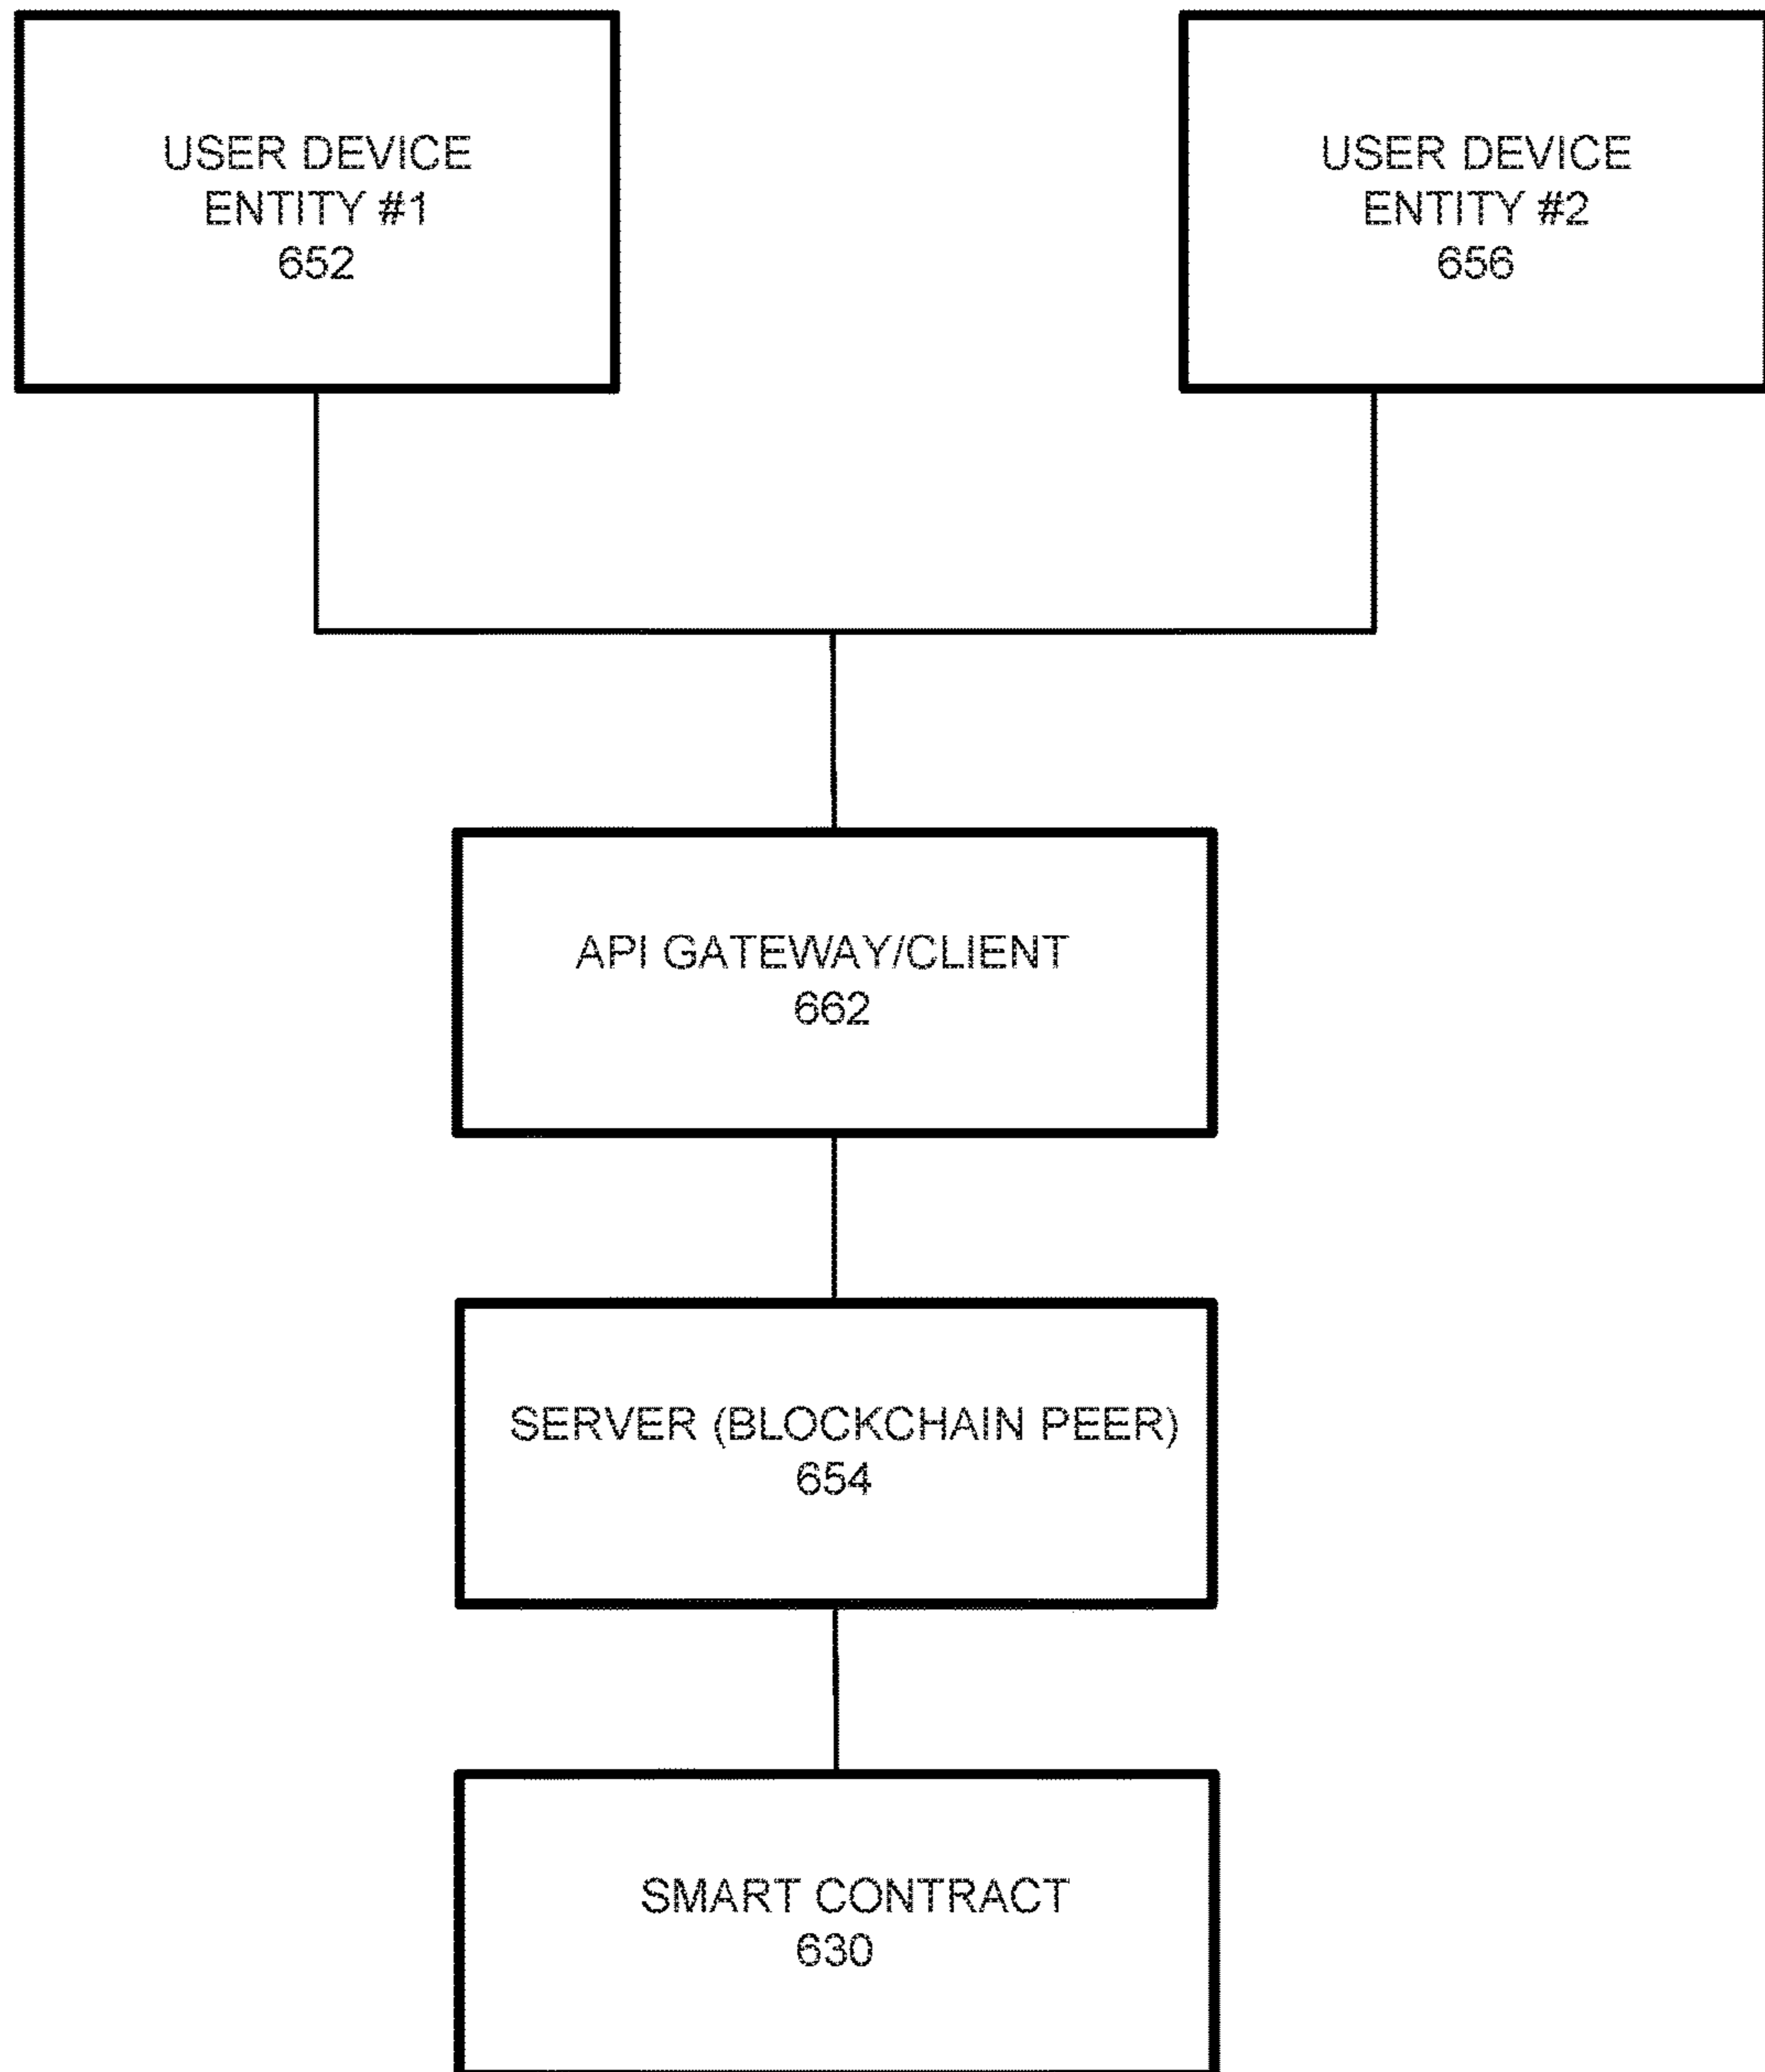 USER DEVICE
ENTITY #1
652
USER DEVICE
ENTITY #2
656
API GATEWAY/CLIENT
662
SERVER (BLOCKCHAIN PEER)
654
SMART CONTRACT
630